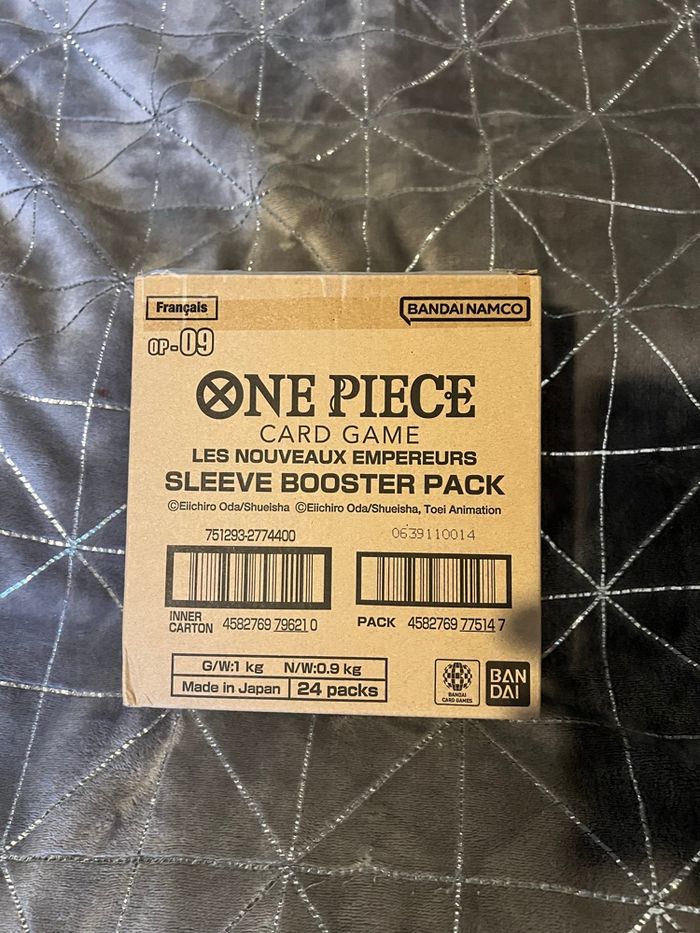 Français
BANDAI NAMCO
OP-09
ONE PIECE
CARD GAME
LES NOUVEAUX EMPEREURS
SLEEVE BOOSTER PACK
©Eiichiro Oda/Shueisha ©Eiichiro Oda/Shueisha, Toei Animation
751293-2774400
0639110014
INNER CARTON 4582769 79621 0
PACK 4582769 77514 7
G/W:1 kg N/W:0.9 kg
Made in Japan 24 packs
BANDAI
CARD GAMES
BAN
DAI